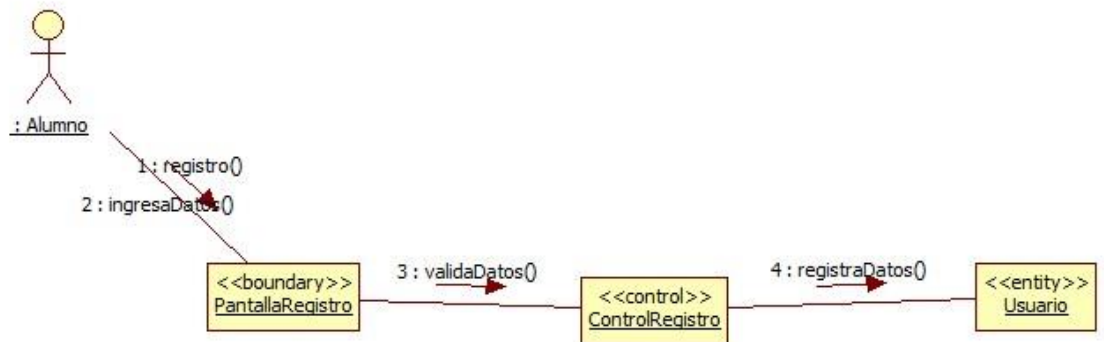 : Alumno
1 : registro()
2 : ingresaDatos()
<<boundary>>
PantallaRegistro
3 : validaDatos()
<<control>>
ControlRegistro
4 : registraDatos()
<<entity>>
Usuario